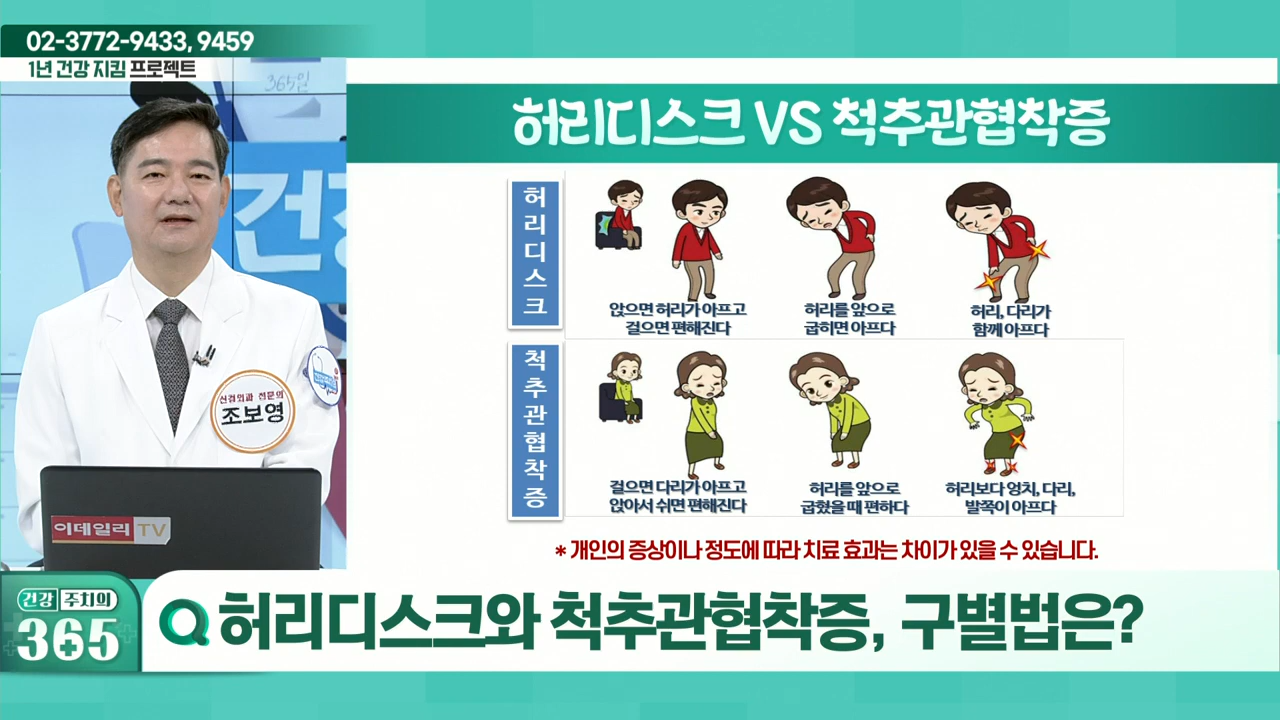 02-3772-9433, 9459
1년 건강 지킴 프로젝트
365일
건강
허리디스크 VS 척추관협착증
허리디스크
앉으면 허리가 아프고
걸으면 편해진다
허리를 앞으로
굽히면 아프다
허리, 다리가
함께 아프다
척추관협착증
걸으면 다리가 아프고
앉아서 쉬면 편해진다
허리를 앞으로
굽혔을 때 편하다
허리보다 엉치, 다리,
발쪽이 아프다
* 개인의 증상이나 정도에 따라 치료 효과는 차이가 있을 수 있습니다.
신경외과 전문의
조보영
이데일리 TV
건강 주치의
365
Q 허리디스크와 척추관협착증, 구별법은?